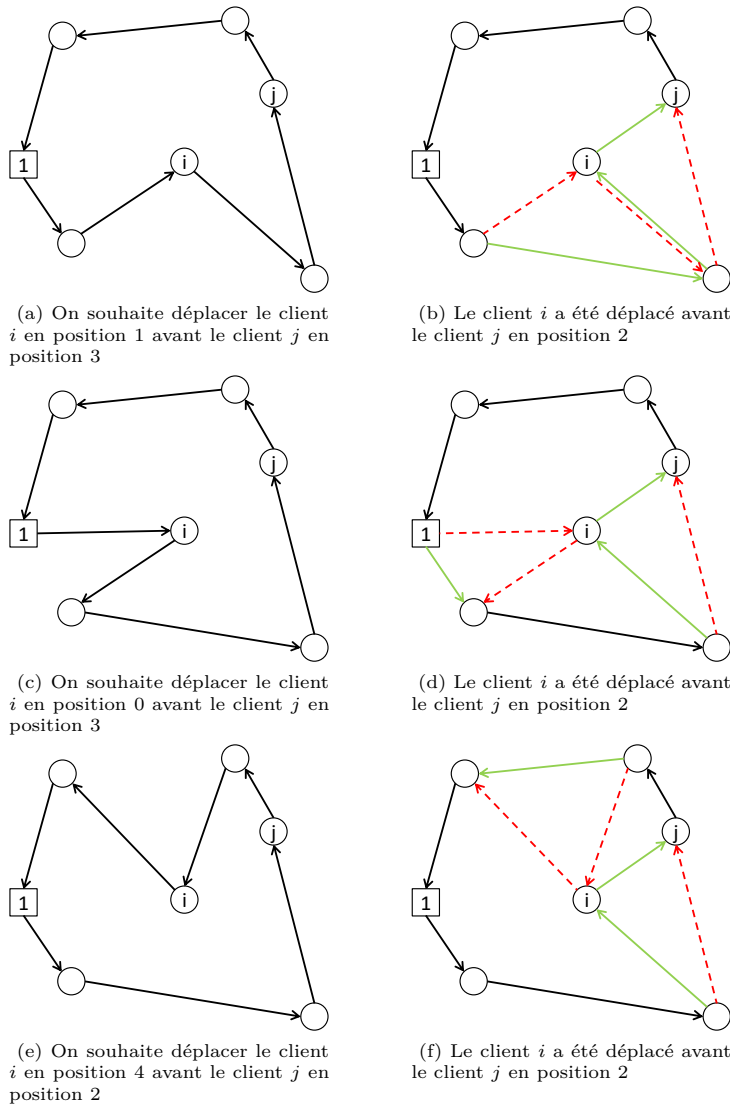 1
i
j
1
i
j
(a) On souhaite déplacer le client
i en position 1 avant le client j en
position 3
(b) Le client i a été déplacé avant
le client j en position 2
1
i
j
1
i
j
(c) On souhaite déplacer le client
i en position 0 avant le client j en
position 3
(d) Le client i a été déplacé avant
le client j en position 2
1
i
j
1
i
j
(e) On souhaite déplacer le client
i en position 4 avant le client j en
position 2
(f) Le client i a été déplacé avant
le client j en position 2